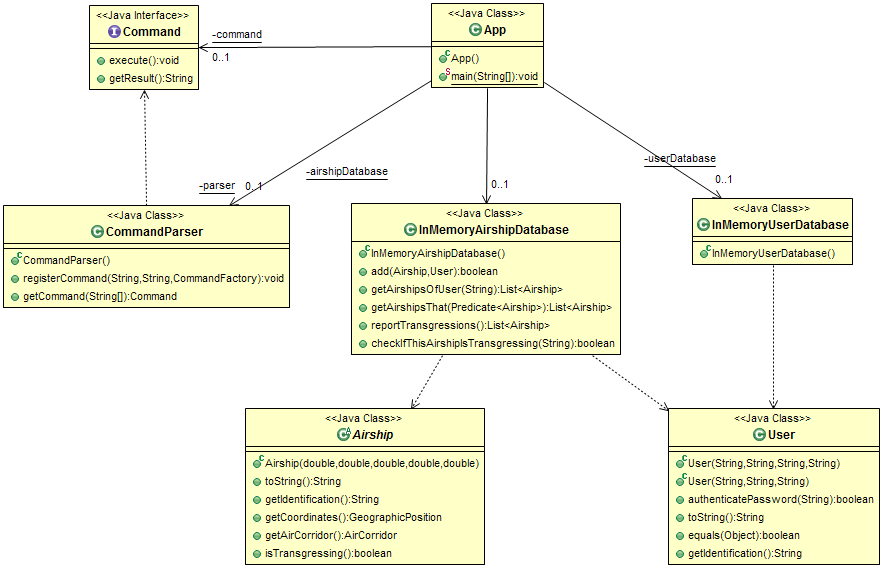 <<Java Interface>>
Command
execute():void
getResult():String
-command
0..1
<<Java Class>>
App
App()
main(String[]):void
-parser
0..1
-airshipDatabase
0..1
-userDatabase
0..1
<<Java Class>>
CommandParser
CommandParser()
registerCommand(String,String,CommandFactory):void
getCommand(String[]):Command
<<Java Class>>
InMemoryAirshipDatabase
InMemoryAirshipDatabase()
add(Airship,User):boolean
getAirshipsOfUser(String):List<Airship>
getAirshipsThat(Predicate<Airship>):List<Airship>
reportTransgressions():List<Airship>
checkIfThisAirshipIsTransgressing(String):boolean
<<Java Class>>
InMemoryUserDatabase
InMemoryUserDatabase()
<<Java Class>>
Airship
Airship(double,double,double,double,double)
toString():String
getIdentification():String
getCoordinates():GeographicPosition
getAirCorridor():AirCorridor
isTransgressing():boolean
<<Java Class>>
User
User(String,String,String,String)
User(String,String,String)
authenticatePassword(String):boolean
toString():String
equals(Object):boolean
getIdentification():String